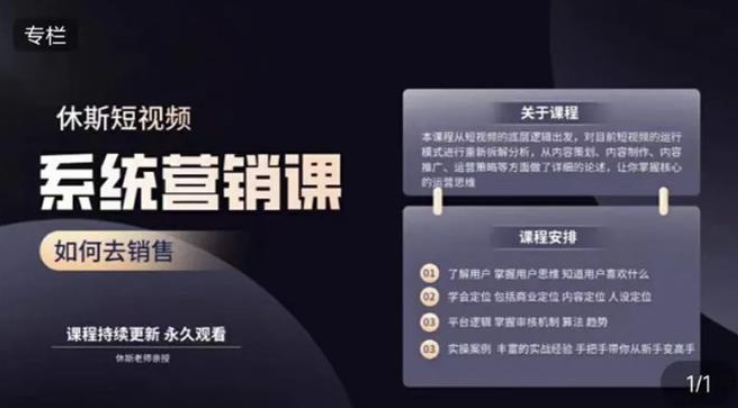 专栏
休斯短视频
系统营销课
如何去销售
课程持续更新 永久观看
休斯老师亲授
关于课程
本课程从短视频的底层逻辑出发，对目前短视频的运行
模式进行重新拆解分析，从内容策划、内容制作、内容
推广、运营策略等方面做了详细的论述，让你掌握核心
的运营思维
课程安排
01 了解用户 掌握用户思维 知道用户喜欢什么
02 学会定位 包括商业定位 内容定位 人设定位
03 平台逻辑 掌握审核机制 算法 趋势
03 实操案例 丰富的实战经验 手把手带你从新手变高手
1/1